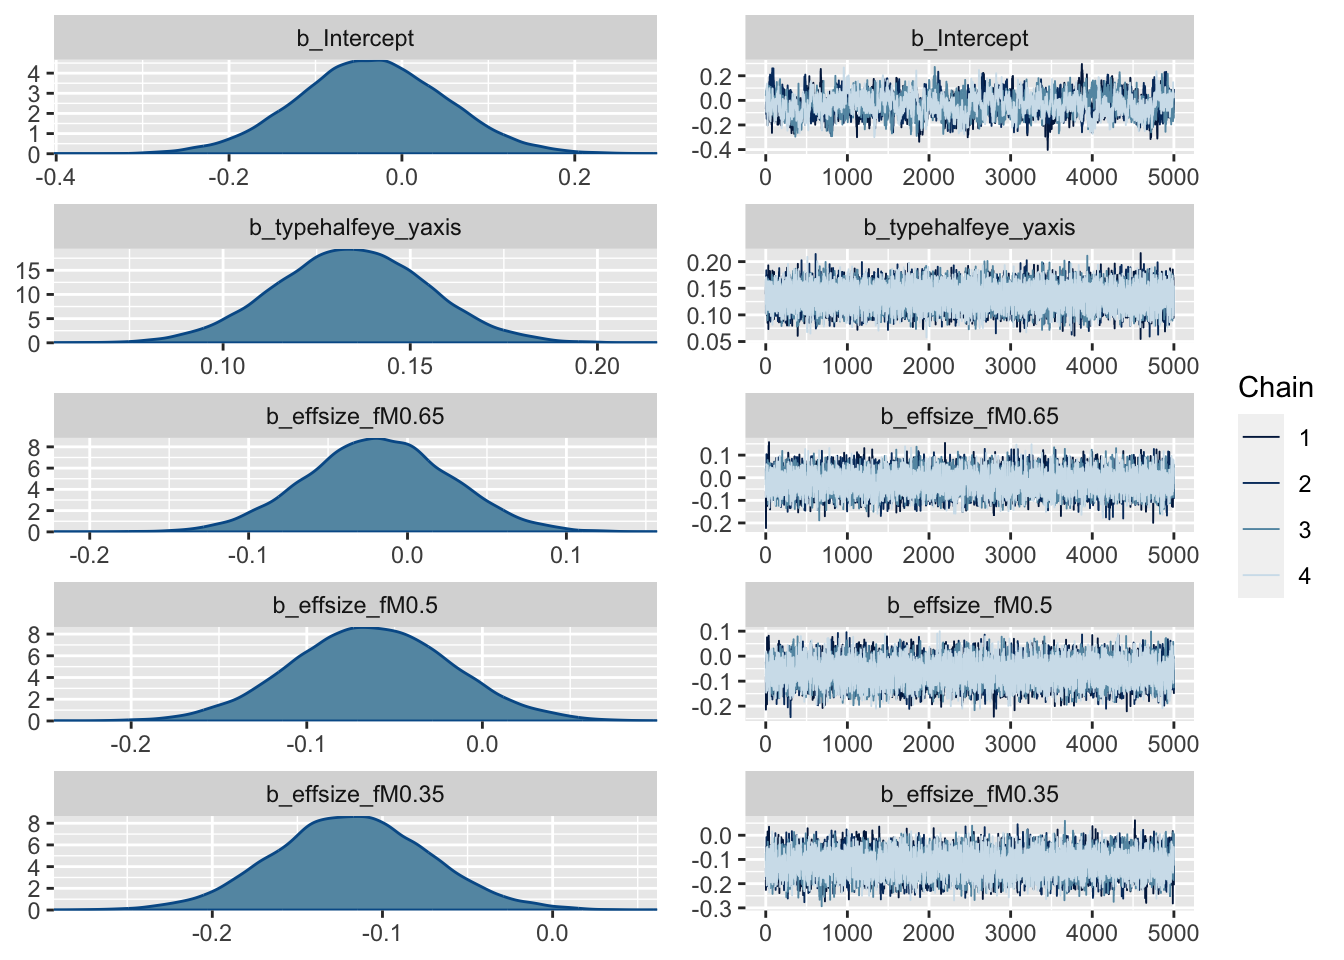 b_Intercept
4
3
2
1
0
-0.4 -0.2 0.0 0.2
b_Intercept
0.2
0.0
-0.2
-0.4
0 1000 2000 3000 4000 5000
b_typehalfeye_yaxis
15
10
5
0
0.10 0.15 0.20
b_typehalfeye_yaxis
0.20
0.15
0.10
0.05
0 1000 2000 3000 4000 5000
b_effsize_fM0.65
8
6
4
2
0
-0.2 -0.1 0.0 0.1
b_effsize_fM0.65
0.1
0.0
-0.1
-0.2
0 1000 2000 3000 4000 5000
b_effsize_fM0.5
8
6
4
2
0
-0.2 -0.1 0.0
b_effsize_fM0.5
0.1
0.0
-0.1
-0.2
0 1000 2000 3000 4000 5000
b_effsize_fM0.35
8
6
4
2
0
-0.2 -0.1 0.0
b_effsize_fM0.35
0.0
-0.1
-0.2
-0.3
0 1000 2000 3000 4000 5000
Chain
1
2
3
4